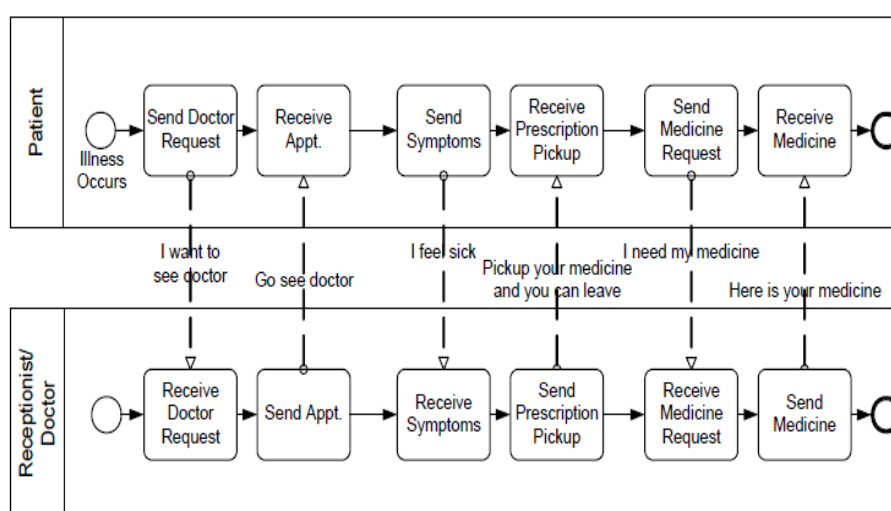 Patient
Illness
Occurs
Send Doctor
Request
Receive
Appt.
Send
Symptoms
Receive
Prescription
Pickup
Send
Medicine
Request
Receive
Medicine
I want to
see doctor
Go see doctor
I feel sick
Pickup your medicine
and you can leave
I need my medicine
Here is your medicine
Receptionist/
Doctor
Receive
Doctor
Request
Send Appt.
Receive
Symptoms
Send
Prescription
Pickup
Receive
Medicine
Request
Send
Medicine